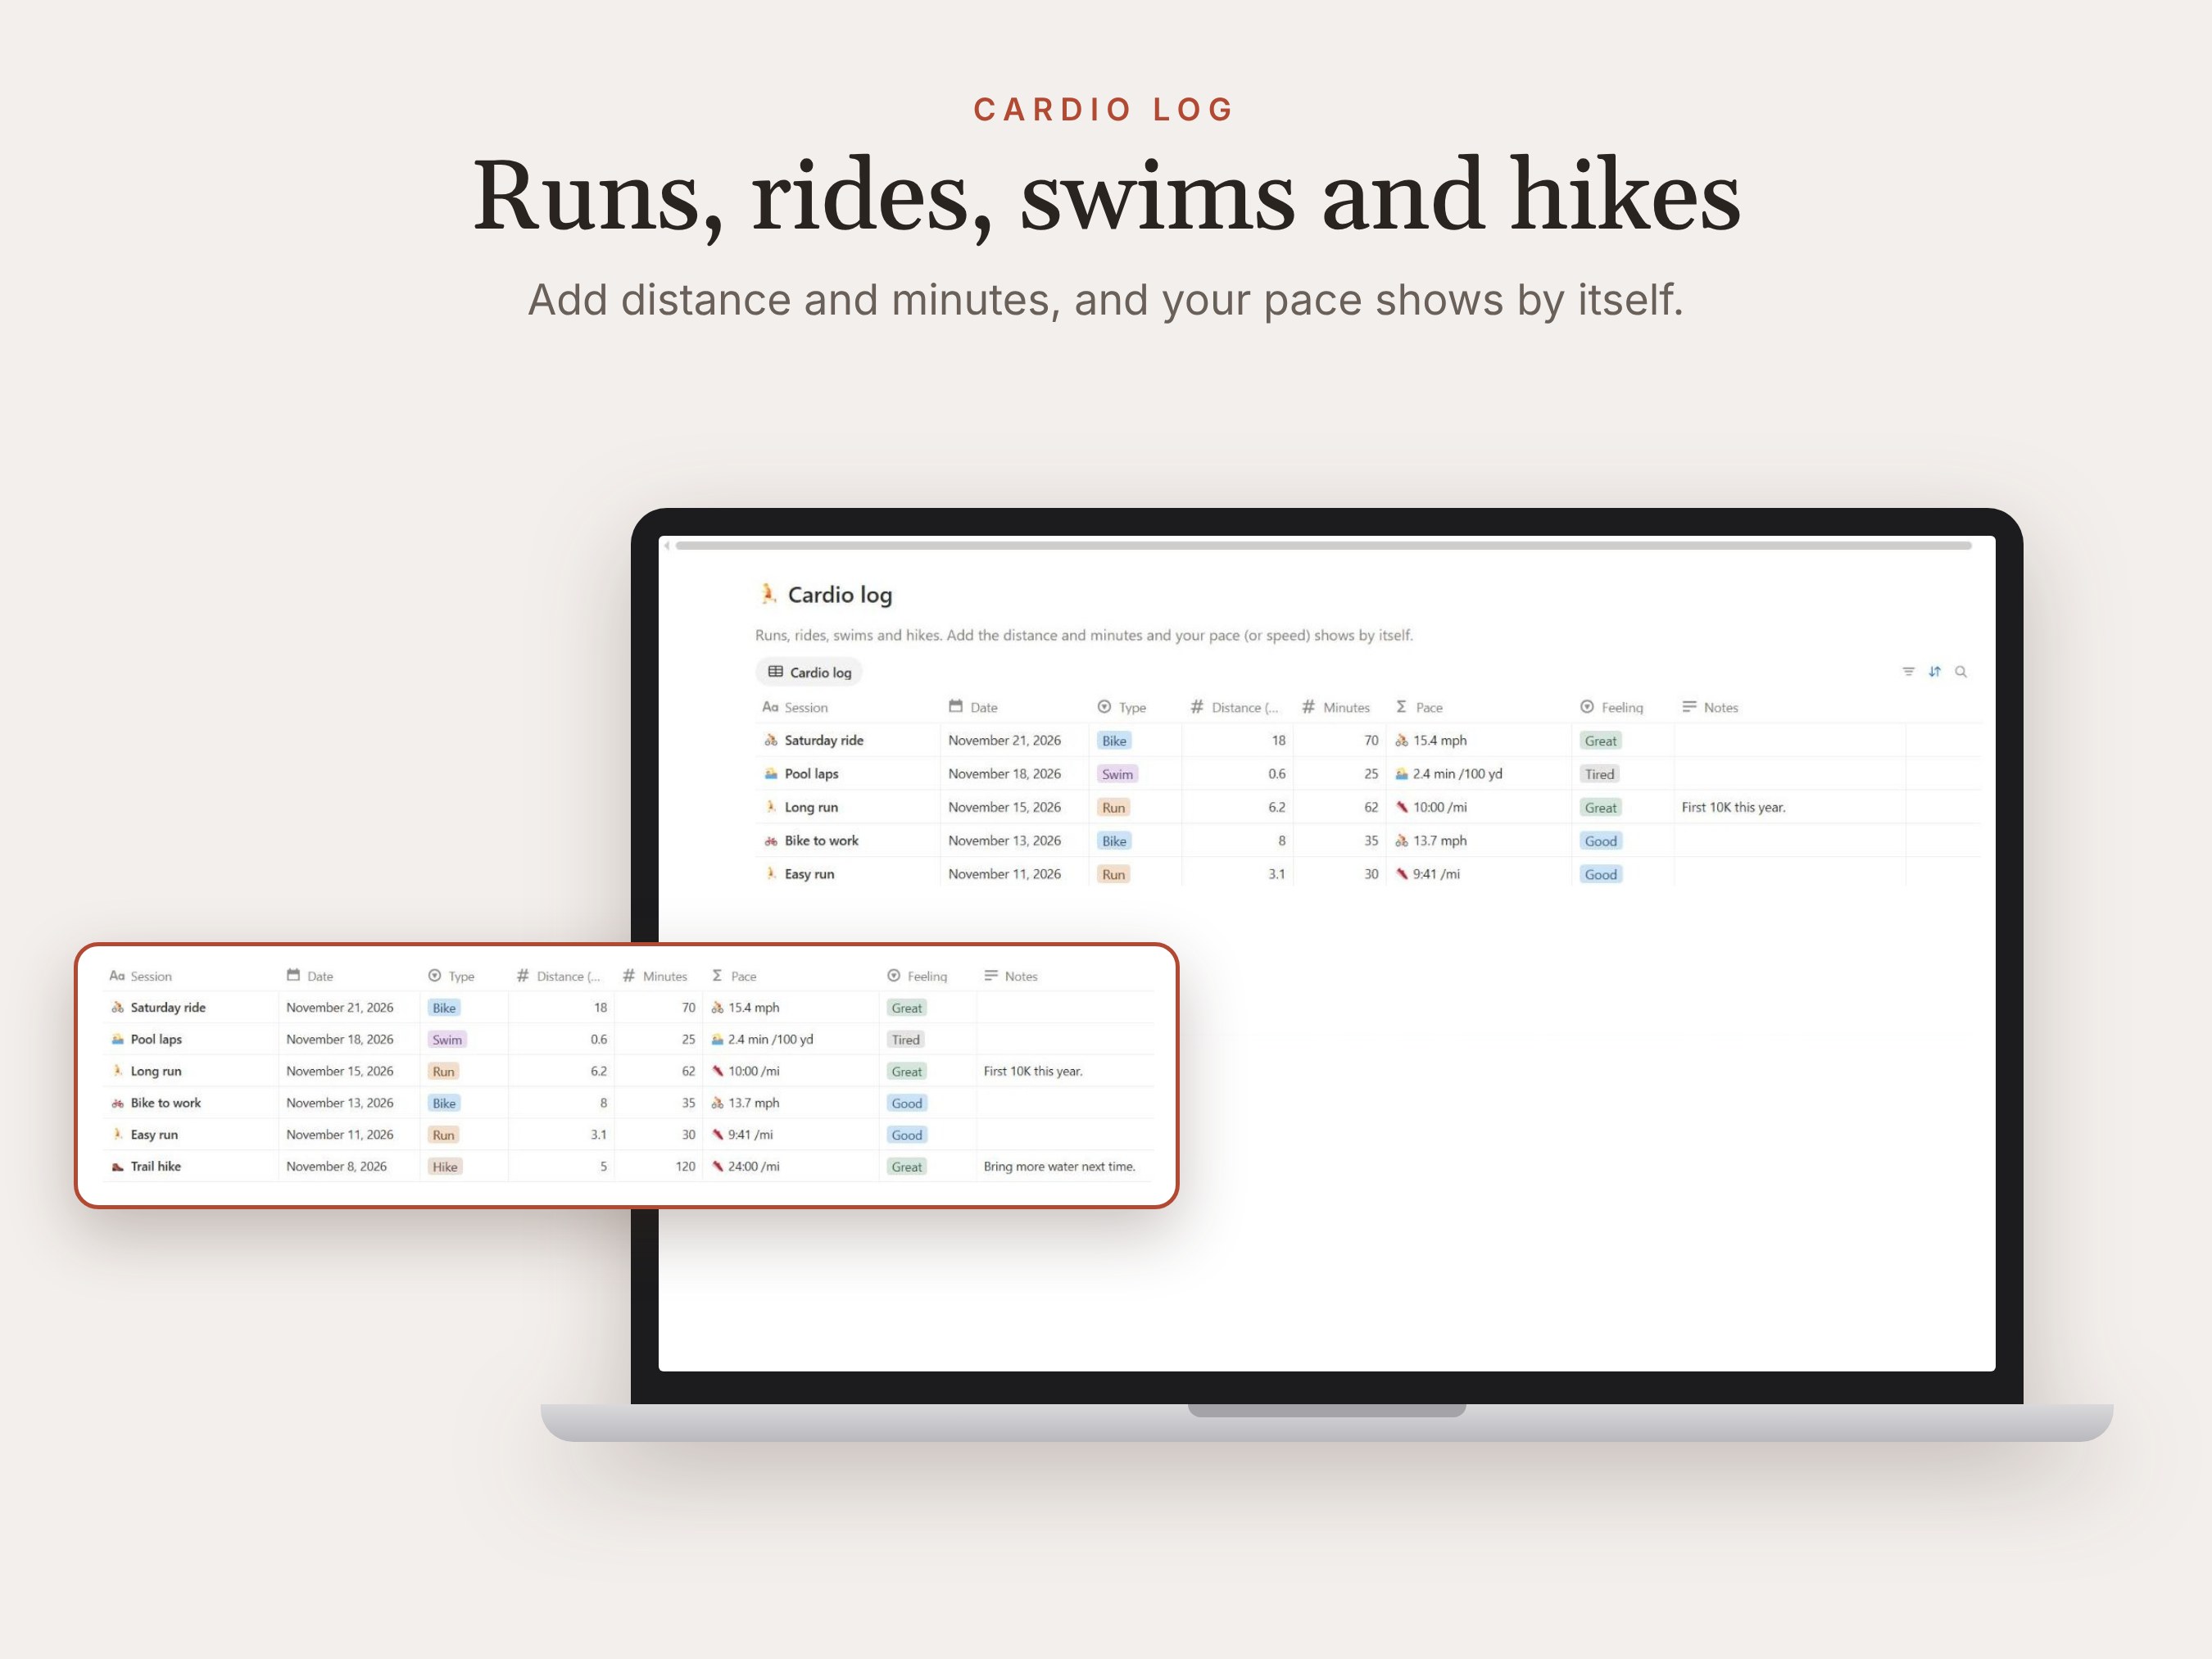 CARDIO LOG
Runs, rides, swims and hikes
Add distance and minutes, and your pace shows by itself.
Cardio log
Runs, rides, swims and hikes. Add the distance and minutes and your pace (or speed) shows by itself.
Cardio log
Aa Session Date Type # Distance (... # Minutes Σ Pace Feeling Notes
Saturday ride November 21, 2026 Bike 18 70 15.4 mph Great
Pool laps November 18, 2026 Swim 0.6 25 2.4 min /100 yd Tired
Long run November 15, 2026 Run 6.2 62 10:00 /mi Great First 10K this year.
Bike to work November 13, 2026 Bike 8 35 13.7 mph Good
Easy run November 11, 2026 Run 3.1 30 9:41 /mi Good
Aa Session Date Type # Distance (... # Minutes Σ Pace Feeling Notes
Saturday ride November 21, 2026 Bike 18 70 15.4 mph Great
Pool laps November 18, 2026 Swim 0.6 25 2.4 min /100 yd Tired
Long run November 15, 2026 Run 6.2 62 10:00 /mi Great First 10K this year.
Bike to work November 13, 2026 Bike 8 35 13.7 mph Good
Easy run November 11, 2026 Run 3.1 30 9:41 /mi Good
Trail hike November 8, 2026 Hike 5 120 24:00 /mi Great Bring more water next time.